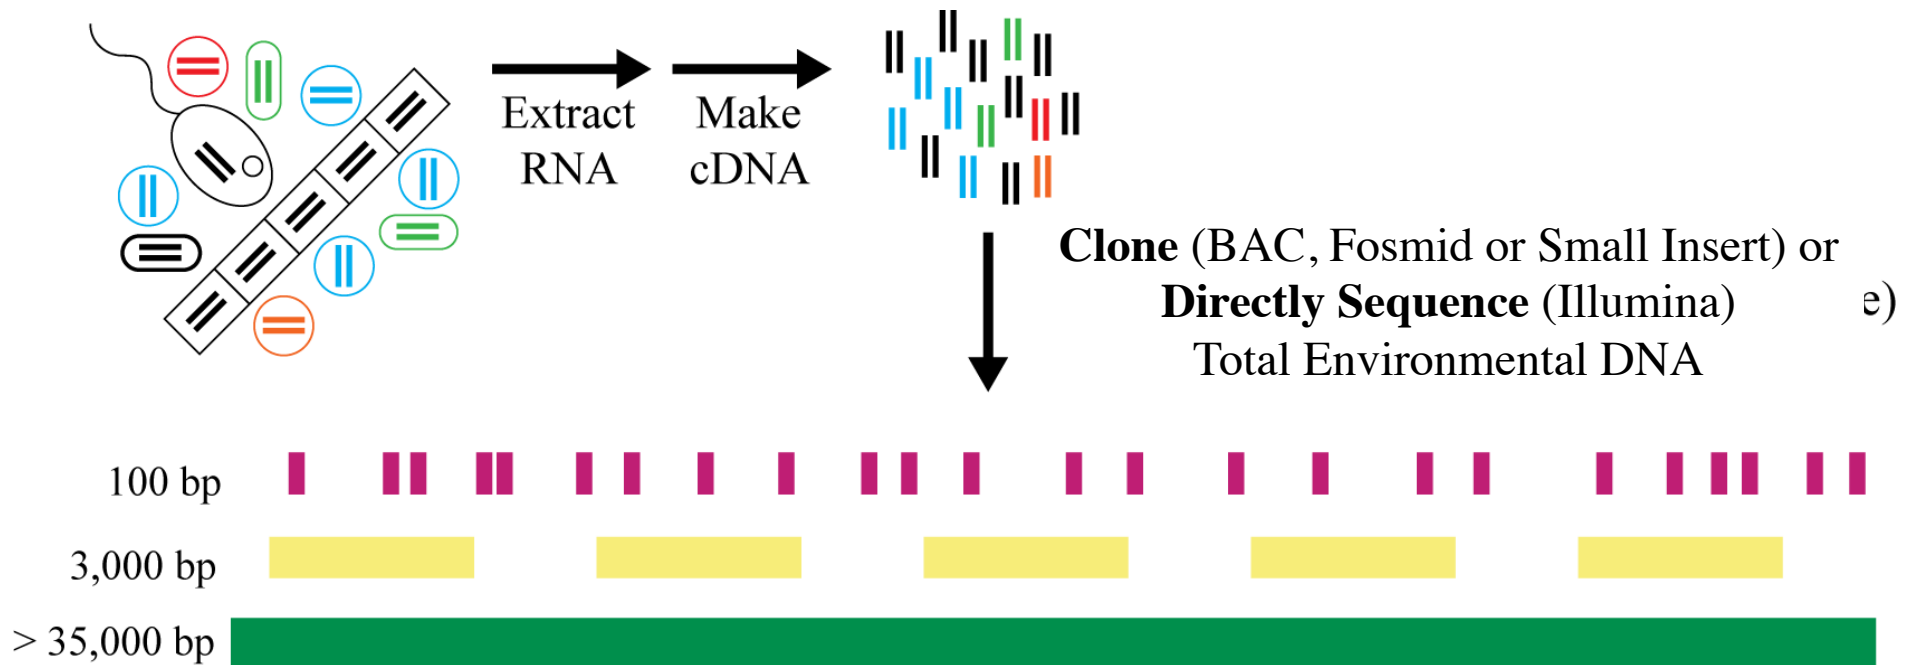 Extract
RNA
Make
cDNA
Clone (BAC, Fosmid or Small Insert) or
Directly Sequence (Illumina)
e)
Total Environmental DNA
100 bp
3,000 bp
> 35,000 bp